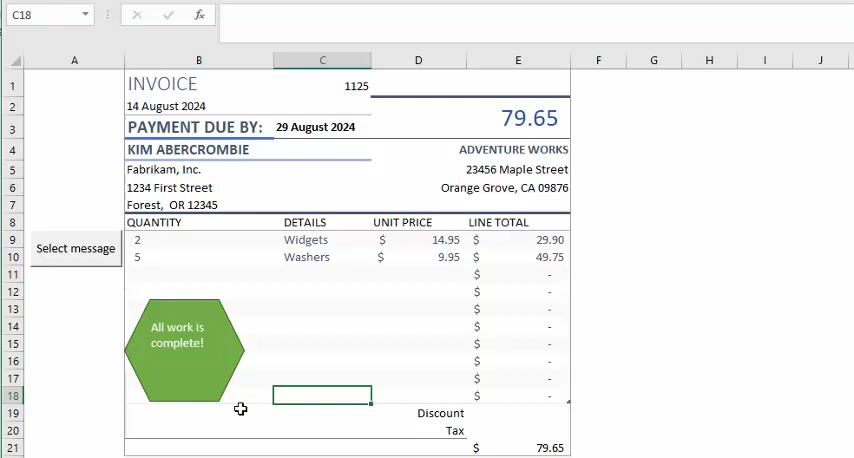 C18 fx
A B C D E F G H I J
1 INVOICE 1125
2 14 August 2024
79.65
3 PAYMENT DUE BY: 29 August 2024
4 KIM ABERCROMBIE ADVENTURE WORKS
5 Fabrikam, Inc. 23456 Maple Street
6 1234 First Street Orange Grove, CA 09876
7 Forest, OR 12345
8 QUANTITY DETAILS UNIT PRICE LINE TOTAL
9 2 Widgets $ 14.95 $ 29.90
Select message
10 5 Washers $ 9.95 $ 49.75
11 $ -
12 $ -
13 $ -
14 All work is $ -
15 complete! $ -
16 $ -
17 $ -
18 $ -
19 Discount
20 Tax
21 $ 79.65